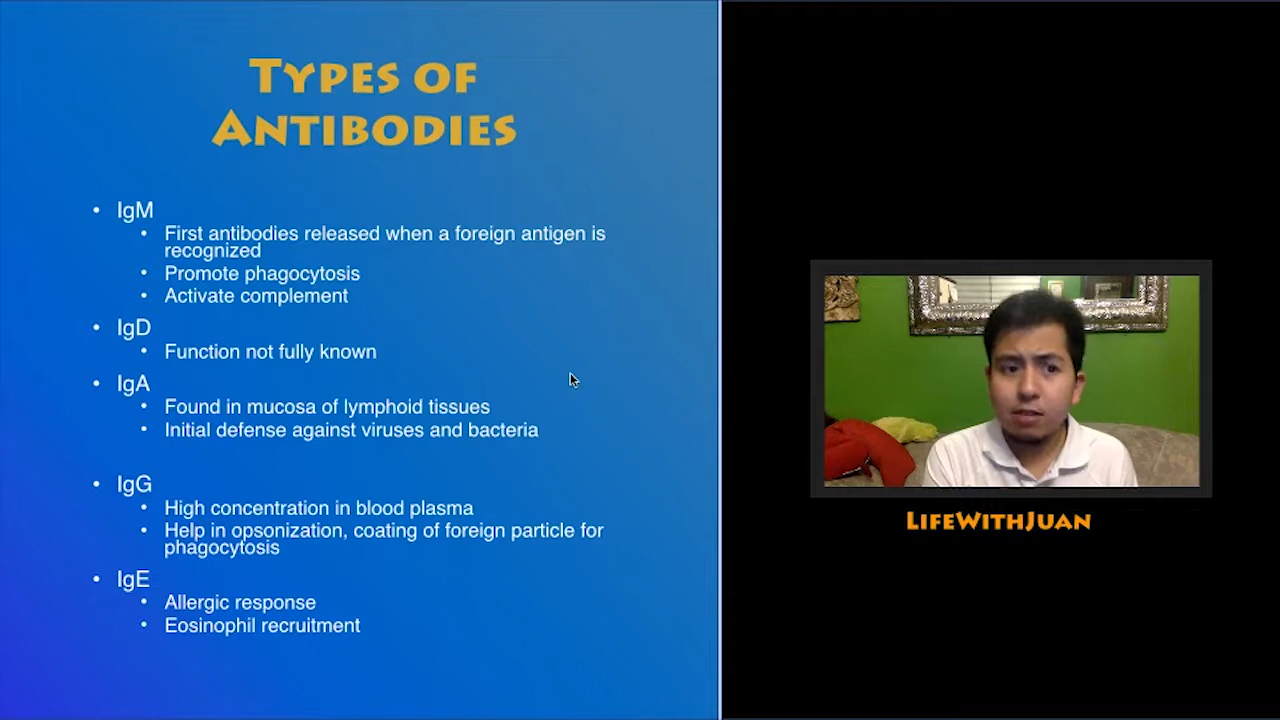 Types of
Antibodies
• IgM
• First antibodies released when a foreign antigen is
recognized
• Promote phagocytosis
• Activate complement
• IgD
• Function not fully known
• IgA
• Found in mucosa of lymphoid tissues
• Initial defense against viruses and bacteria
• IgG
• High concentration in blood plasma
• Help in opsonization, coating of foreign particle for
phagocytosis
• IgE
• Allergic response
• Eosinophil recruitment
LifeWithJuan